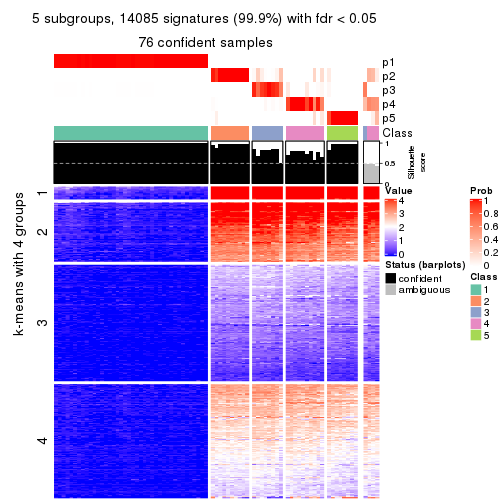 5 subgroups, 14085 signatures (99.9%) with fdr < 0.05
76 confident samples
p1
p2
p3
p4
p5
Class
1
0.5
0
Silhouette
score
k-means with 4 groups
1
2
3
4
Value
4
3
2
1
0
Status (barplots)
confident
ambiguous
Prob
1
0.8
0.6
0.4
0.2
0
Class
1
2
3
4
5